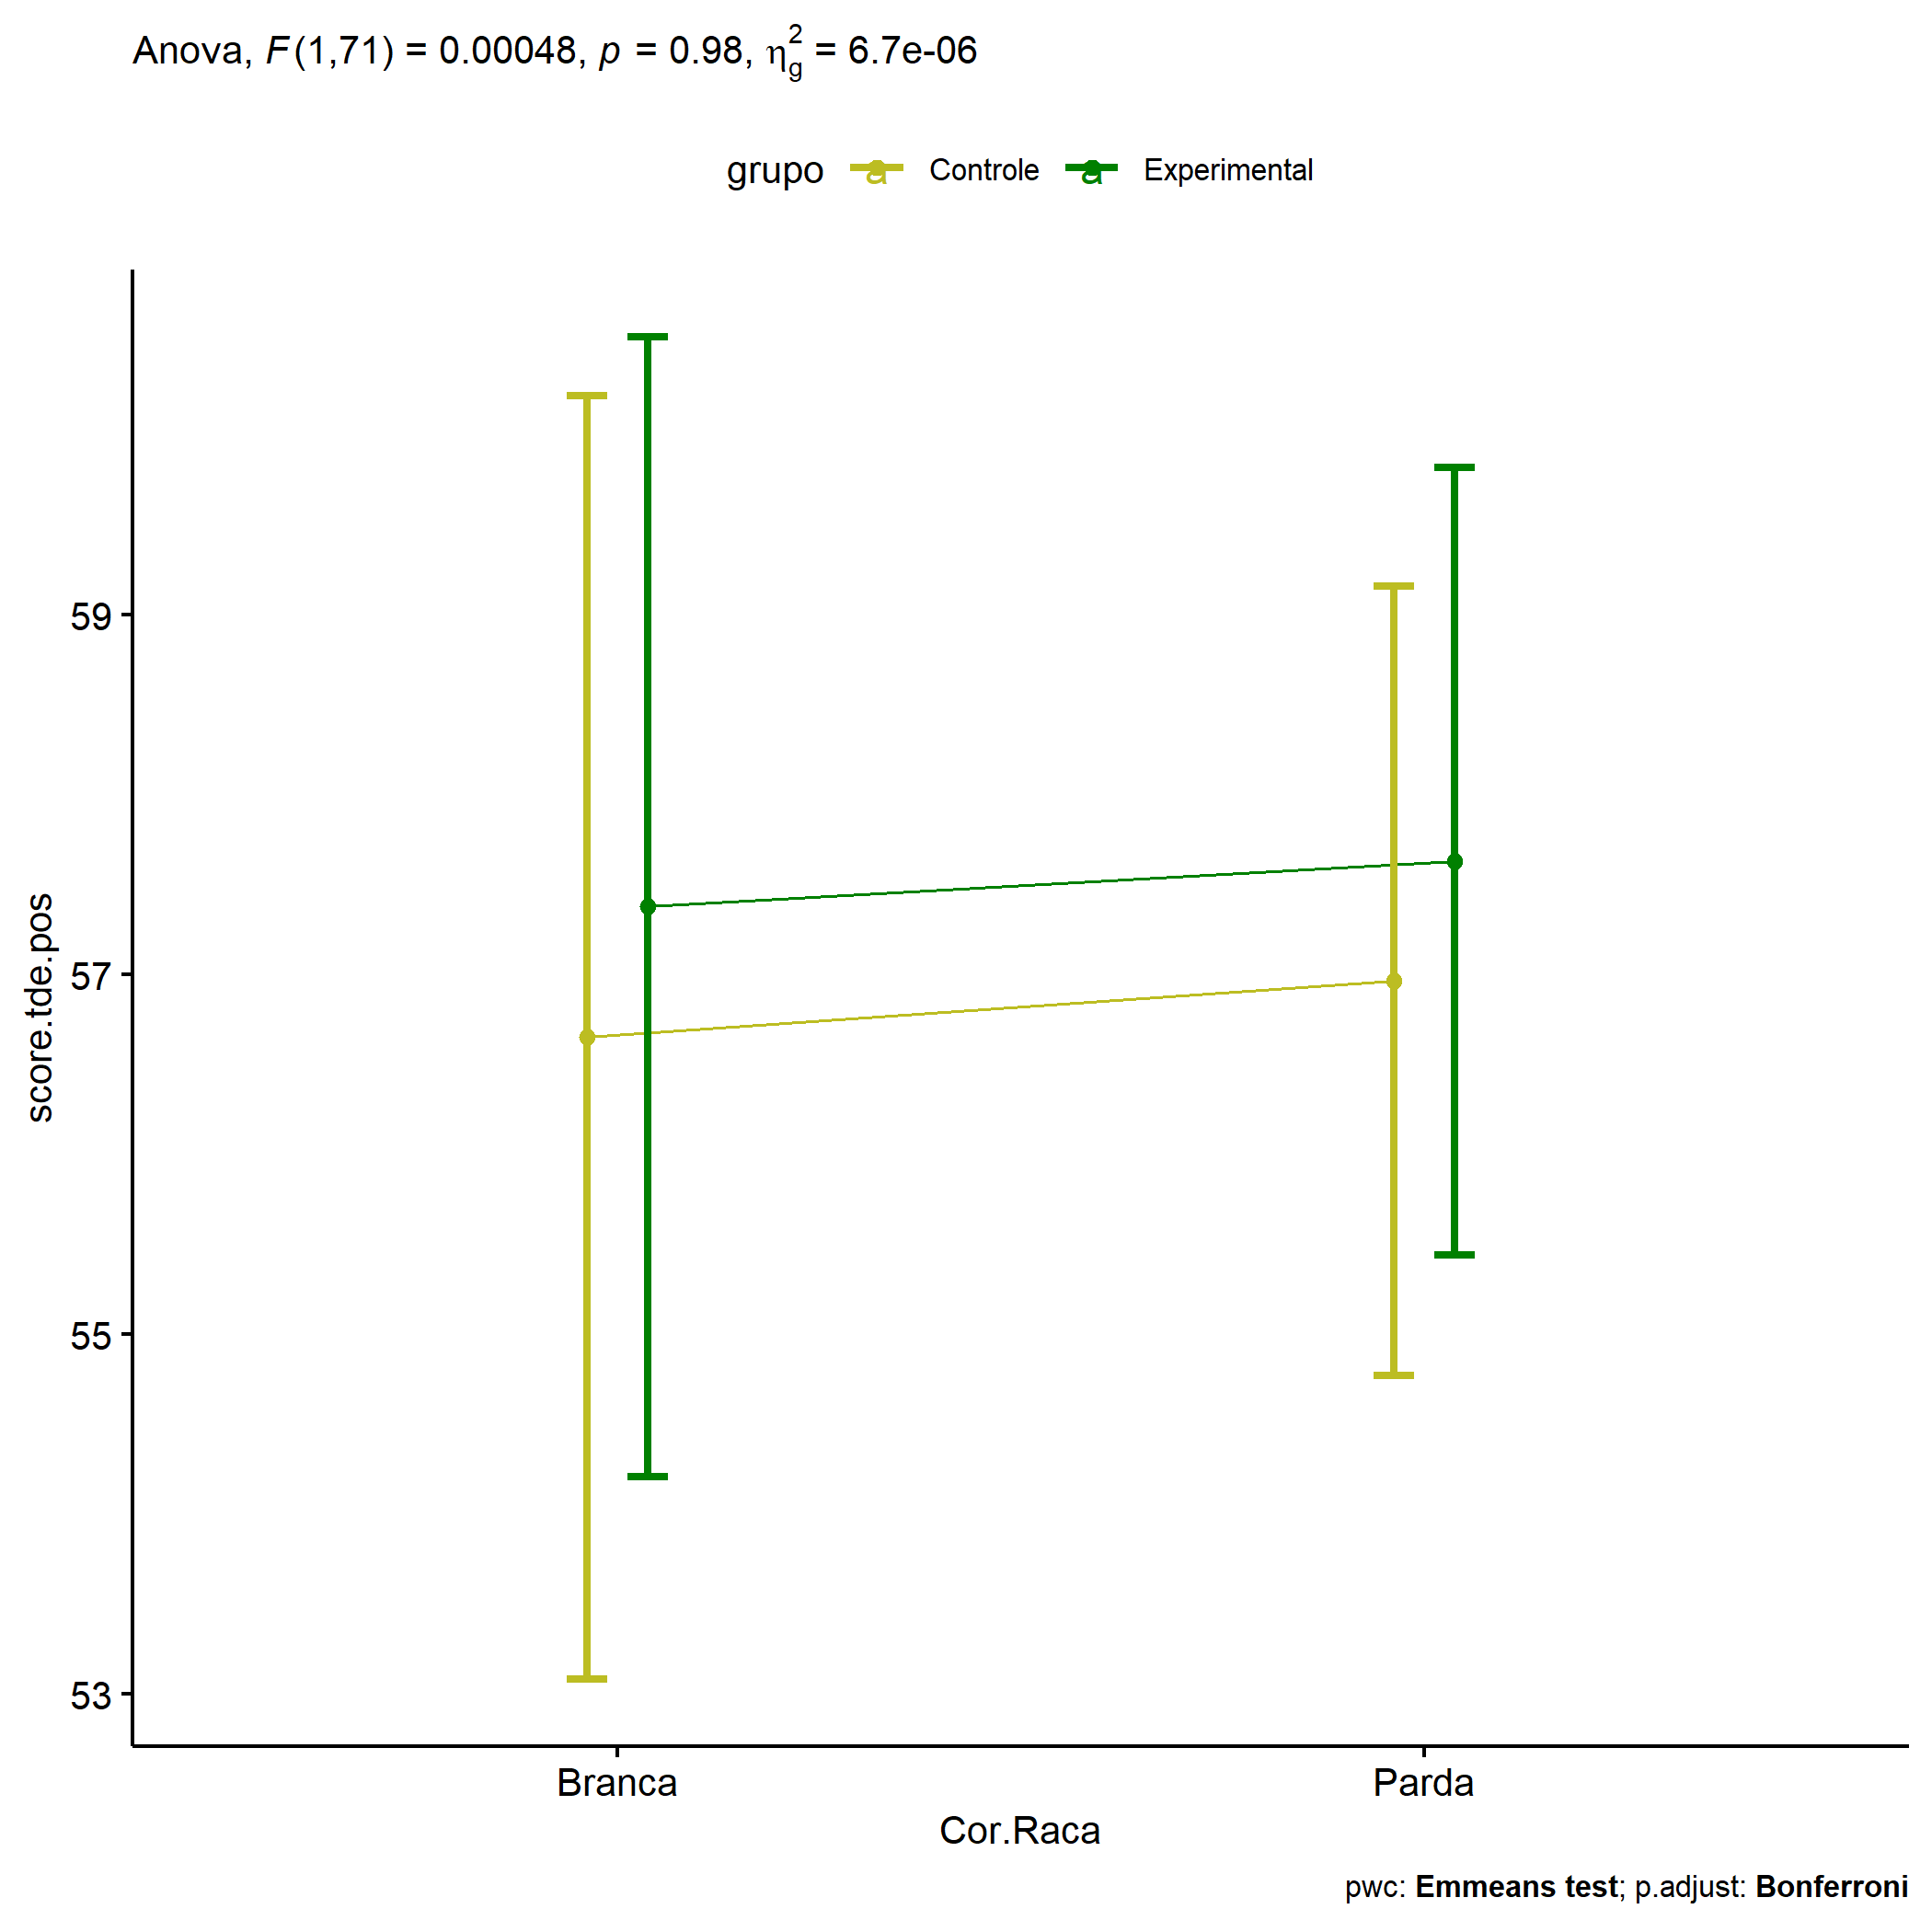 Anova, F(1,71) = 0.00048, p = 0.98, η²g = 6.7e-06
grupo a Controle a Experimental
score.tde.pos
59
57
55
53
Branca Parda
Cor.Raca
pwc: Emmeans test; p.adjust: Bonferroni